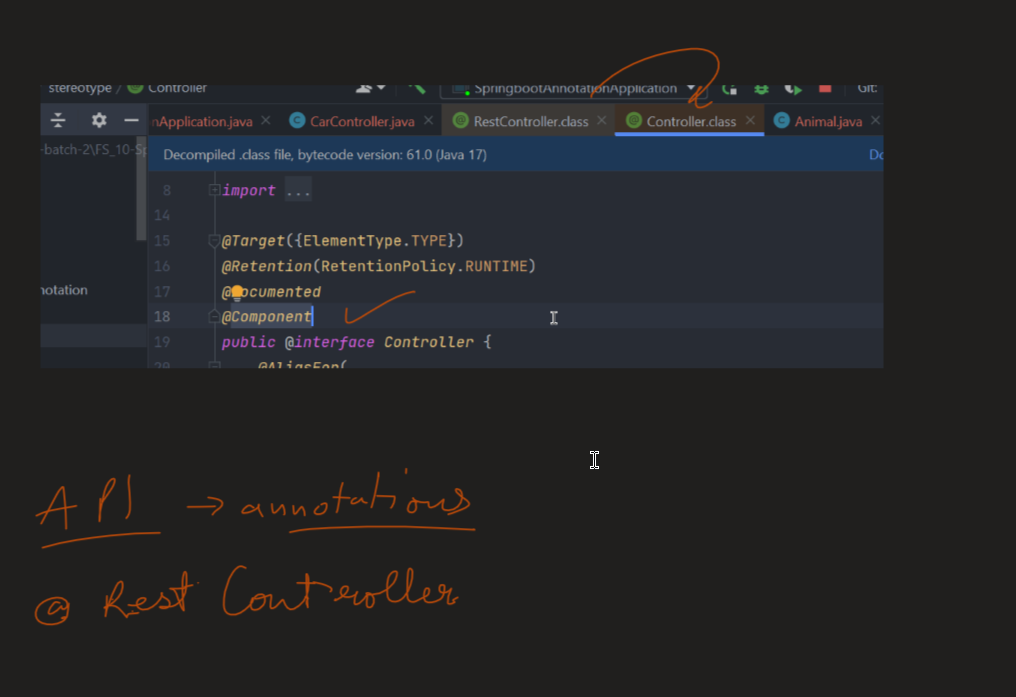 stereotype / Controller SpringbootAnnotationApplication Git:
nApplication.java CarController.java RestController.class Controller.class Animal.java
-batch-2\FS_10-Sp
Decompiled .class file, bytecode version: 61.0 (Java 17) Do
8 import ...
14
15 @Target({ElementType.TYPE})
16 @Retention(RetentionPolicy.RUNTIME)
notation
17 @Documented
18 @Component
19 public @interface Controller {
20 @AliasFor(
API → annotations
@ Rest Controller